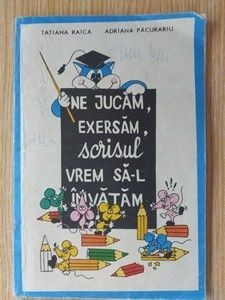 TATIANA RAICA ADRIANA PĂCURARIU
NE JUCĂM,
EXERSĂM,
scrisul
VREM SĂ-L
ÎNVĂȚĂM